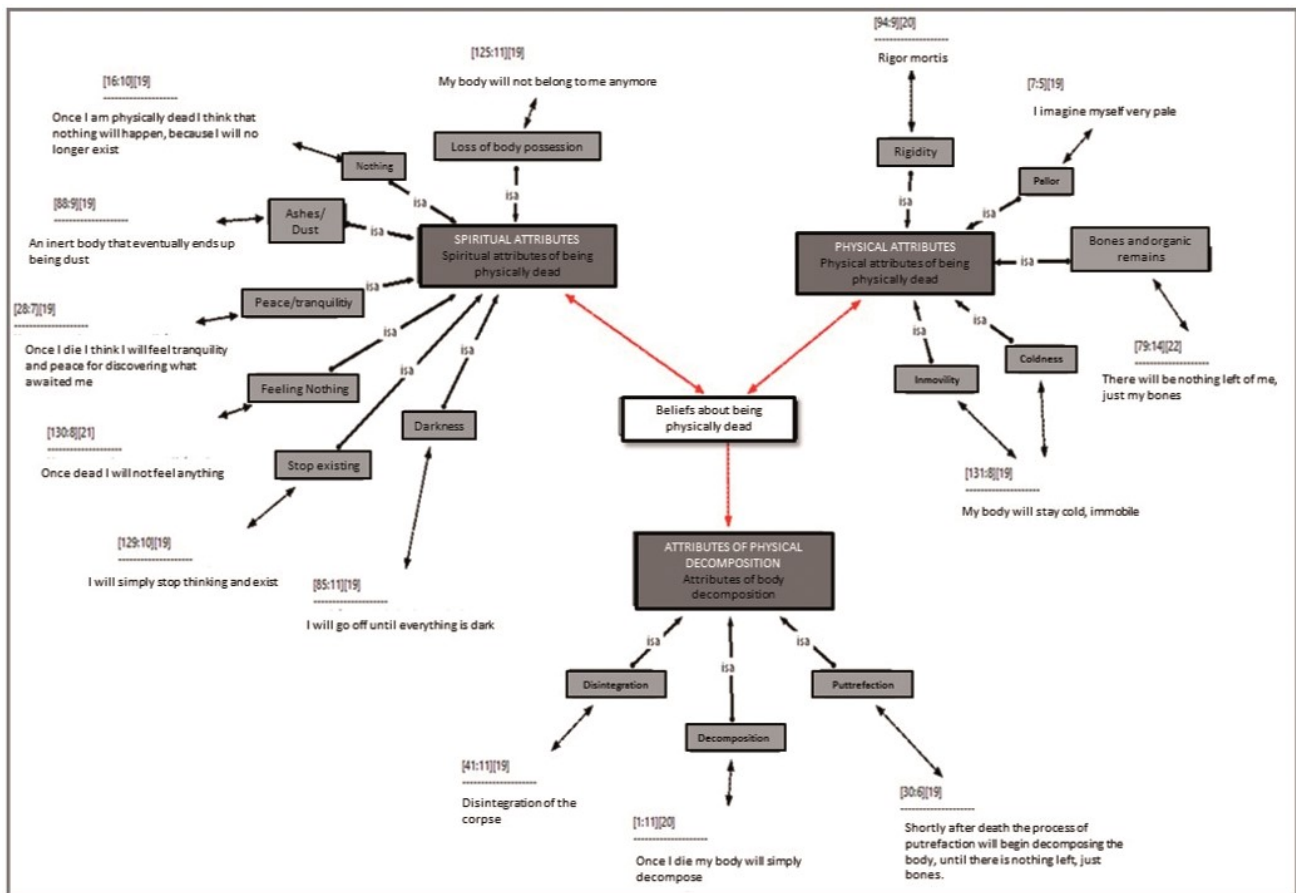 [125:11][19]
--------------------
My body will not belong to me anymore
Loss of body possession
isa
[16:10][19]
--------------------
Once I am physically dead I think that
nothing will happen, because I will no
longer exist
Nothing
isa
[88:9][19]
--------------------
An inert body that eventually ends up
being dust
Ashes/
Dust
isa
SPIRITUAL ATTRIBUTES
Spiritual attributes of being
physically dead
Peace/tranquilitiy
isa
[28:7][19]
--------------------
Once I die I think I will feel tranquility
and peace for discovering what
awaited me
Feeling Nothing
isa
[130:8][21]
--------------------
Once dead I will not feel anything
Stop existing
isa
[129:10][19]
--------------------
I will simply stop thinking and exist
Darkness
isa
[85:11][19]
--------------------
I will go off until everything is dark
[94:9][20]
--------------------
Rigor mortis
Rigidity
isa
[7:5][19]
--------------------
I imagine myself very pale
Pallor
isa
PHYSICAL ATTRIBUTES
Physical attributes of being
physically dead
Bones and organic
remains
isa
[79:14][22]
--------------------
There will be nothing left of me,
just my bones
Coldness
isa
Inmovility
isa
[131:8][19]
--------------------
My body will stay cold, immobile
Beliefs about being
physically dead
ATTRIBUTES OF PHYSICAL
DECOMPOSITION
Attributes of body
decomposition
isa
isa
isa
Disintegration
Decomposition
Puttrefaction
[41:11][19]
--------------------
Disintegration of the
corpse
[1:11][20]
--------------------
Once I die my body will simply
decompose
[30:6][19]
--------------------
Shortly after death the process of
putrefaction will begin decomposing the
body, until there is nothing left, just
bones.